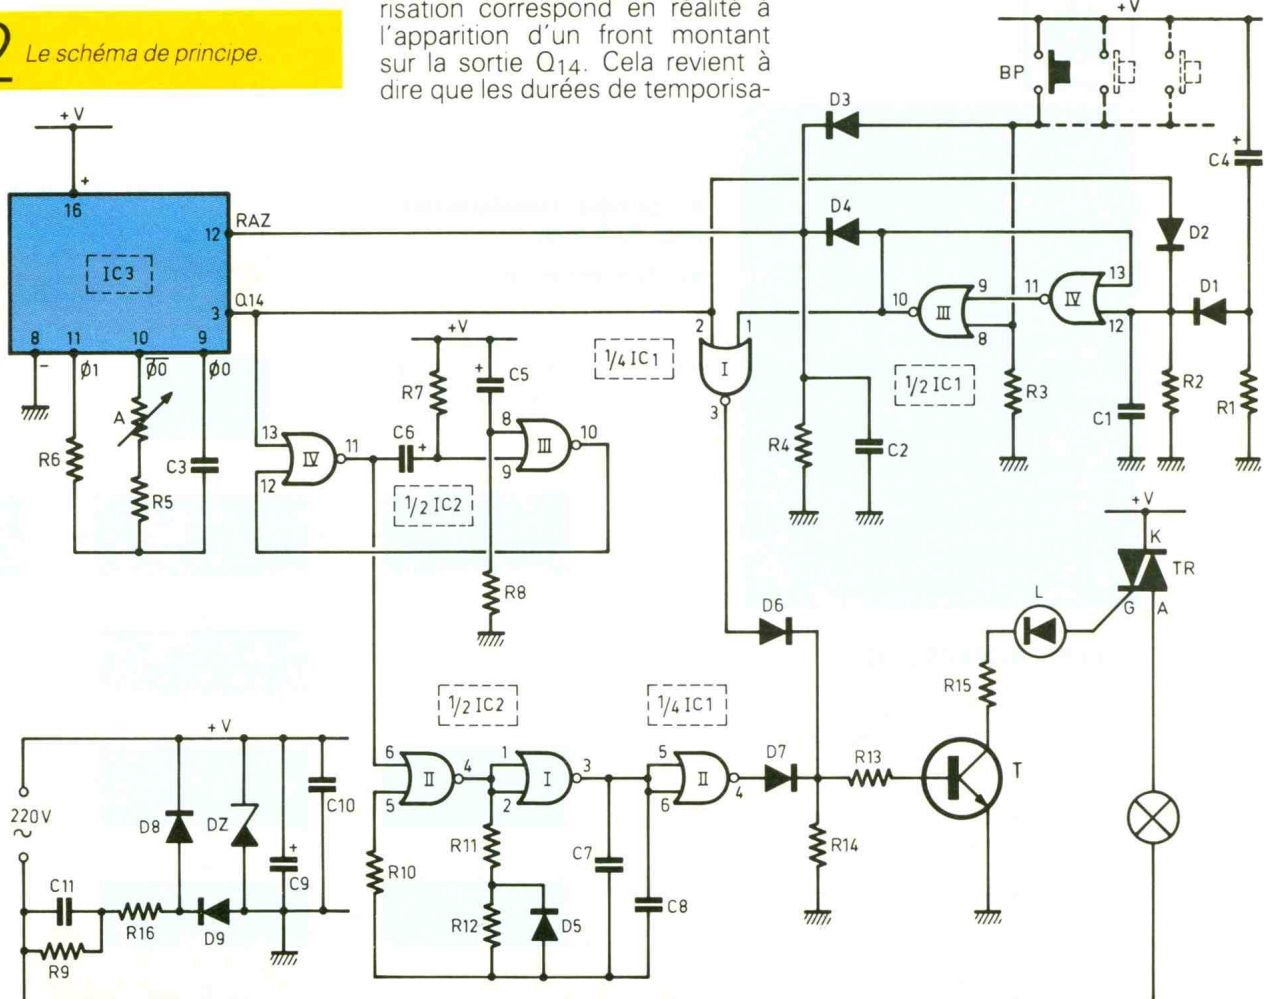 2 Le schéma de principe.
risation correspond en réalité à
l'apparition d'un front montant
sur la sortie Q14. Cela revient à
dire que les durées de temporisa-
+V
BP
C4
+
D3
D4
D2
D1
+V
+
16
12 RAZ
IC3
3 Q14
8 11 10 9
- Ø1 Ø0 Ø0
A
R6
R5
C3
13
12
IV
11
C6
+
1/2 IC2
+V
R7
+
C5
8
9
III
10
R8
1/4 IC1
2
1
I
3
10
III
9
8
11
IV
13
12
1/2 IC1
R3
C1
R2
R1
R4
C2
+V
K
TR
G
A
L
D6
R15
1/2 IC2
1/4 IC1
6
5
II
4
1
2
I
3
5
6
II
4
D7
R13
T
R14
R10
R11
R12
D5
C7
C8
+V
220V
~
D8
DZ
+
C9
C10
C11
R9
R16
D9